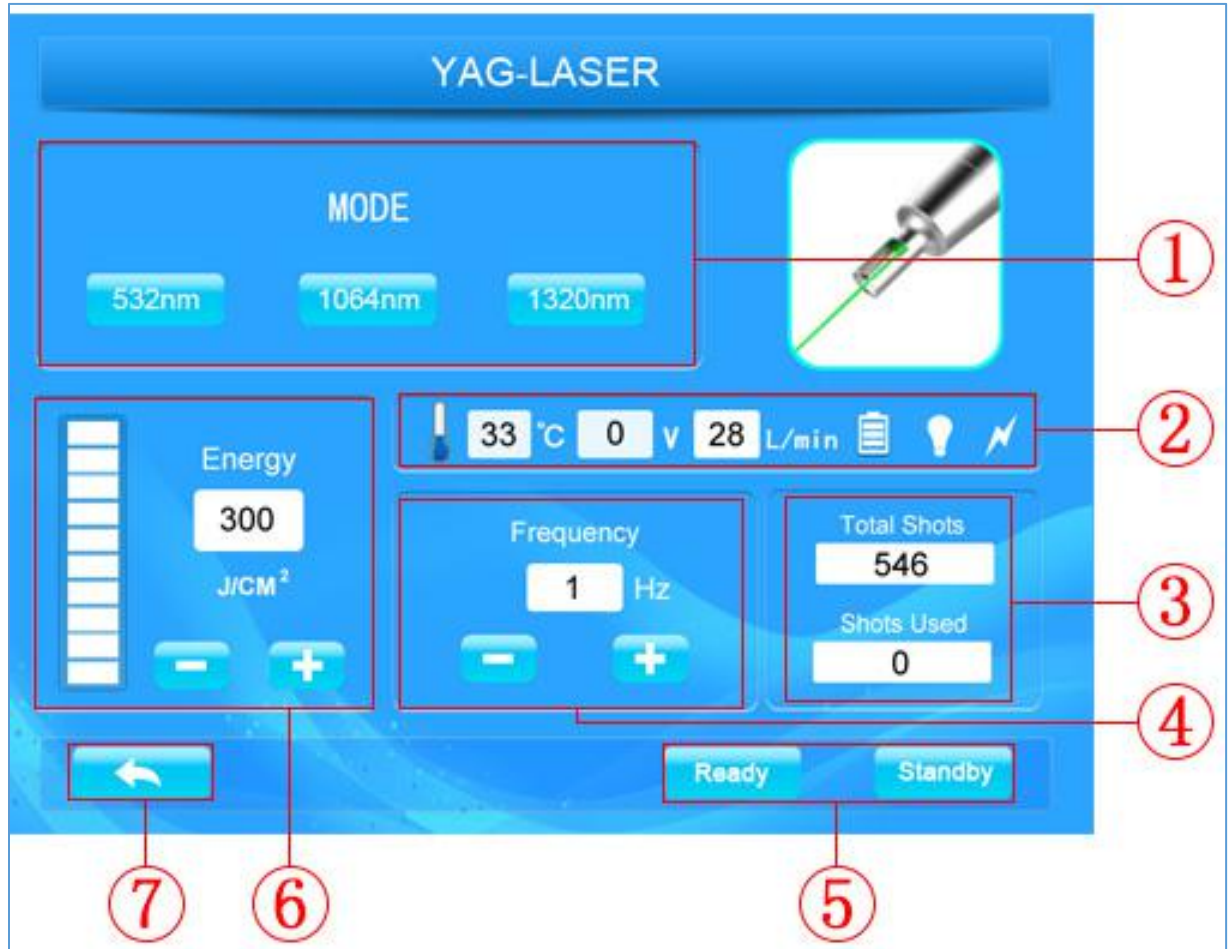 YAG-LASER
MODE
532nm 1064nm 1320nm
①
33 ℃ 0 V 28 L/min
②
Energy
300
J/CM²
Frequency
1 Hz
Total Shots
546
Shots Used
0
③
④
Ready Standby
⑦ ⑥ ⑤